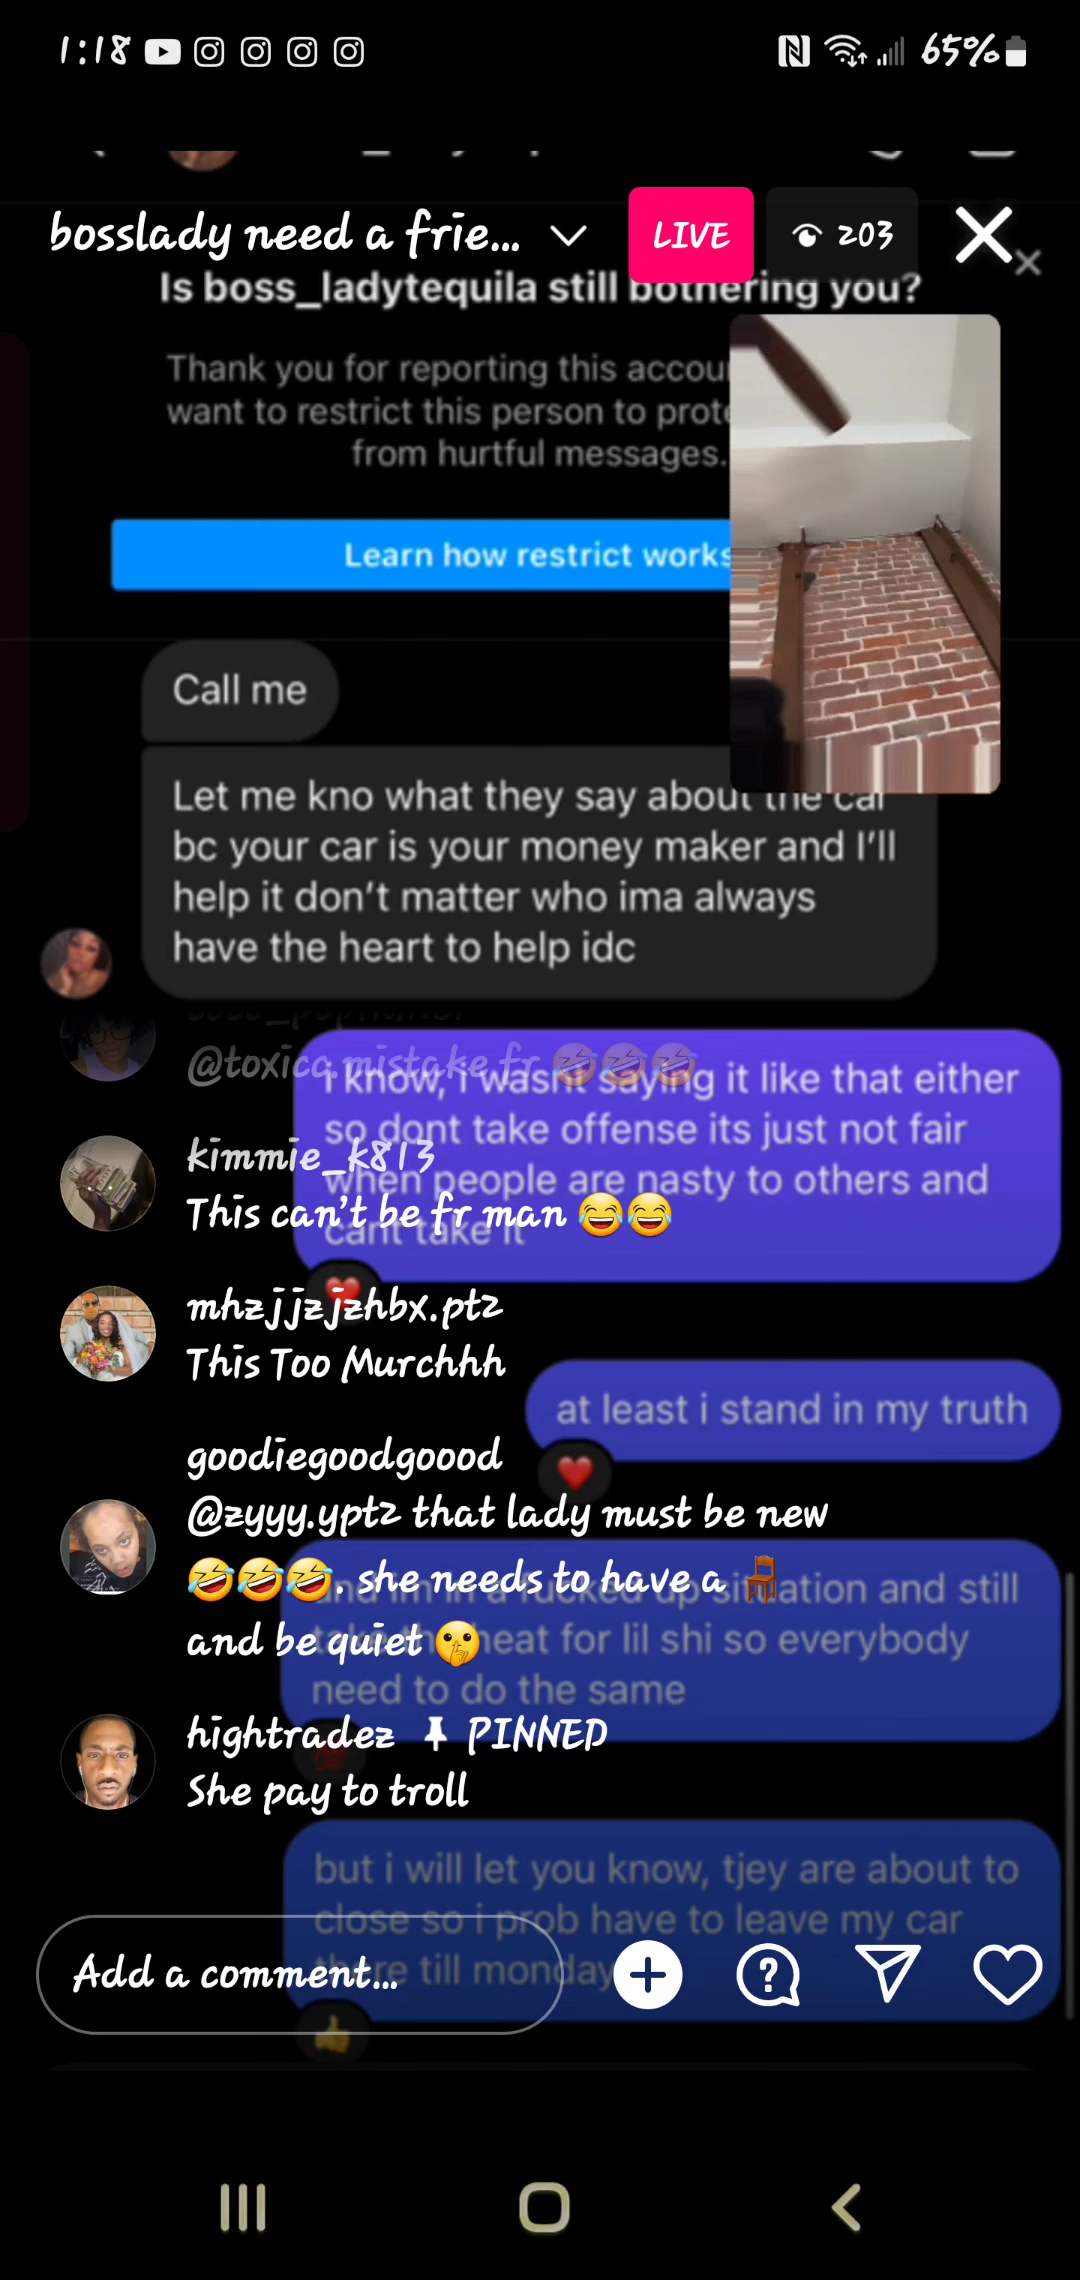 1:18
65%
bosslady need a frie...
LIVE
203
Is boss_ladytequila still bothering you?
Thank you for reporting this accou
want to restrict this person to prote
from hurtful messages.
Learn how restrict works
Call me
Let me kno what they say about the car
bc your car is your money maker and I'll
help it don't matter who ima always
have the heart to help idc
@toxica.mistake fr 🤣🤣🤣
i know, i wasnt saying it like that either
so dont take offense its just not fair
when people are nasty to others and
cant take it
kimmie_k813
This can't be fr man 😂😂
mhzjjzjzhbx.ptz
This Too Murchhh
at least i stand in my truth
goodiegoodgoood
@zyyy.yptz that lady must be new
🤣🤣🤣. she needs to have a 🪑
and be quiet 🤫
and im in a fucked up situation and still
heat for lil shi so everybody
need to do the same
hightradez PINNED
She pay to troll
but i will let you know, tjey are about to
close so i prob have to leave my car
there till monday
Add a comment...